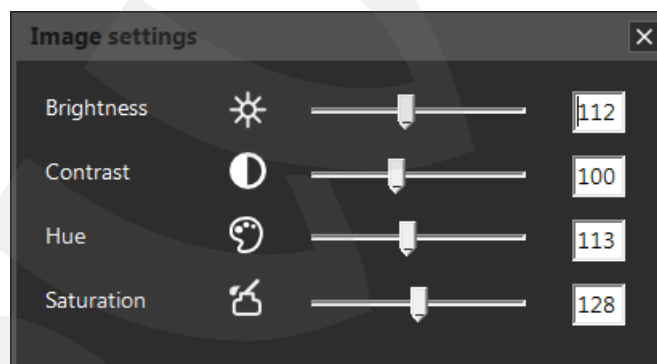 Image settings
Brightness 112
Contrast 100
Hue 113
Saturation 128